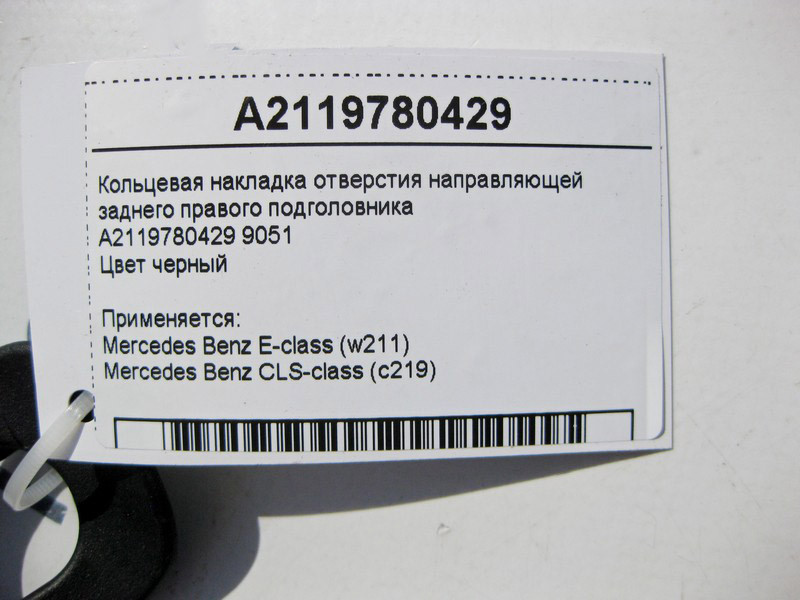 A2119780429
Кольцевая накладка отверстия направляющей
заднего правого подголовника
A2119780429 9051
Цвет черный
Применяется:
Mercedes Benz E-class (w211)
Mercedes Benz CLS-class (c219)